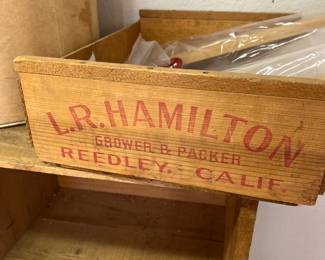 L.R. HAMILTON
GROWER & PACKER
REEDLEY, CALIF.